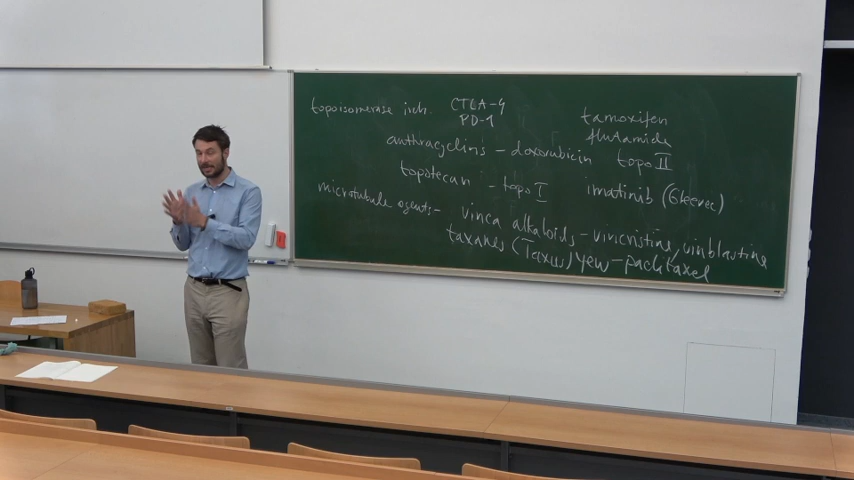 topoisomerase inh.
CTLA-4
PD-1
tamoxifen
flutamide
anthracyclins - doxorubicin topo II
topotecan - topo I
imatinib (Gleevec)
microtubule agents - vinca alkaloids - vincristine, vinblastine
taxanes (Taxus) yew - paclitaxel